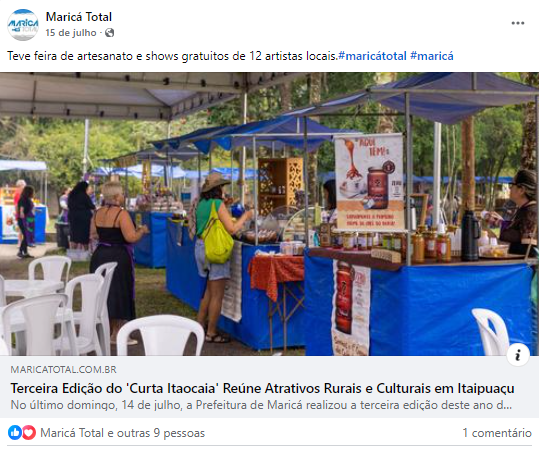 MARICÁ
TOTAL
Maricá Total
15 de julho ·
Teve feira de artesanato e shows gratuitos de 12 artistas locais.#maricátotal #maricá
AQUI
TEM!
MARICATOTAL.COM.BR
Terceira Edição do 'Curta Itaocaia' Reúne Atrativos Rurais e Culturais em Itaipuaçu
No último domingo, 14 de julho, a Prefeitura de Maricá realizou a terceira edição deste ano d...
Maricá Total e outras 9 pessoas
1 comentário